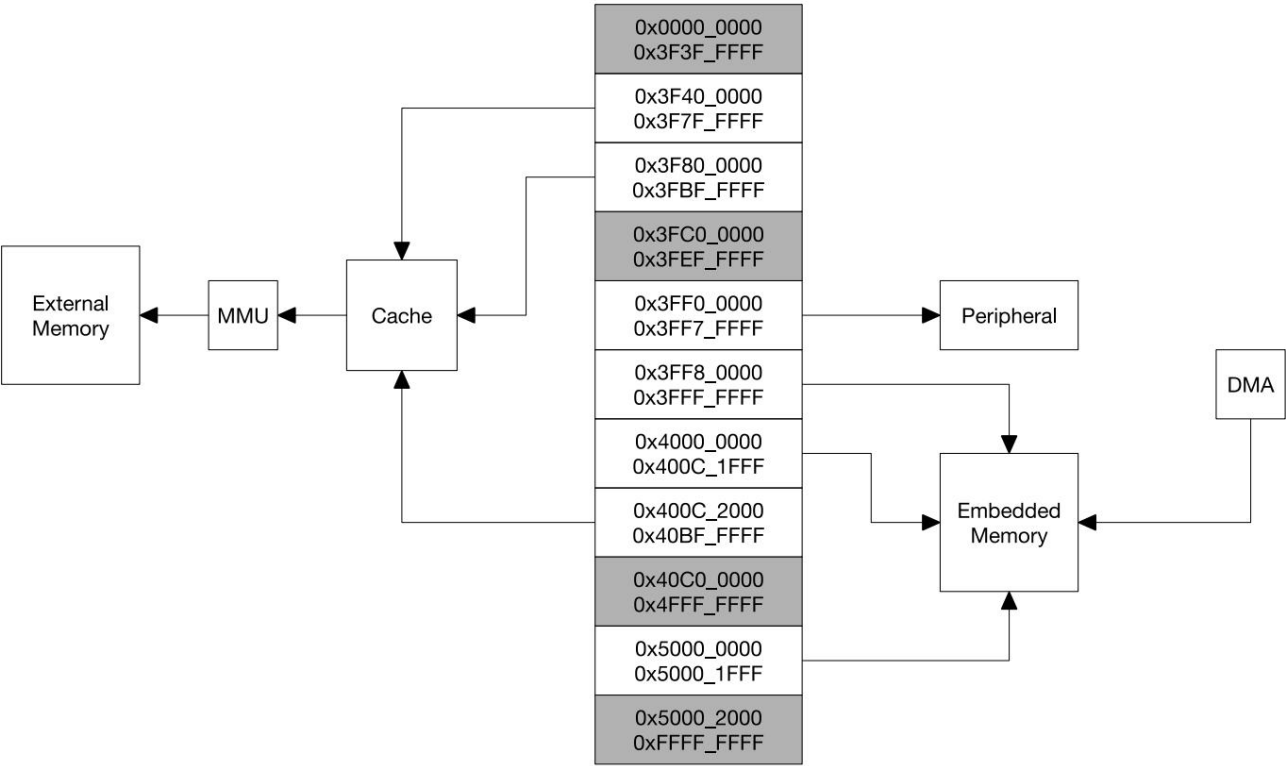 0x0000_0000
0x3F3F_FFFF
0x3F40_0000
0x3F7F_FFFF
0x3F80_0000
0x3FBF_FFFF
0x3FC0_0000
0x3FEF_FFFF
External
Memory
MMU
Cache
0x3FF0_0000
0x3FF7_FFFF
Peripheral
0x3FF8_0000
0x3FFF_FFFF
DMA
0x4000_0000
0x400C_1FFF
0x400C_2000
0x40BF_FFFF
Embedded
Memory
0x40C0_0000
0x4FFF_FFFF
0x5000_0000
0x5000_1FFF
0x5000_2000
0xFFFF_FFFF